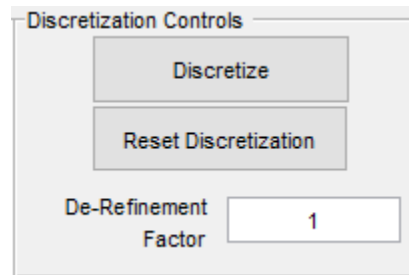 Discretization Controls
Discretize
Reset Discretization
De-Refinement
Factor
1